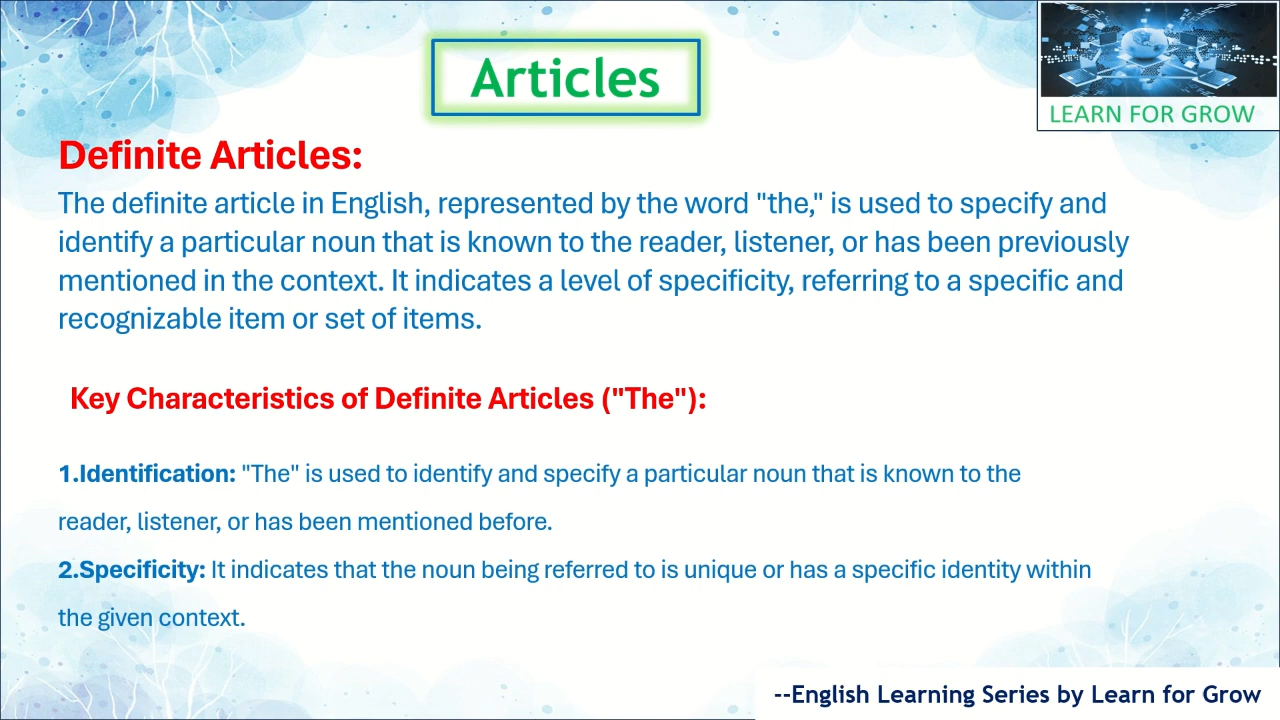 Articles
LEARN FOR GROW
Definite Articles:
The definite article in English, represented by the word "the," is used to specify and
identify a particular noun that is known to the reader, listener, or has been previously
mentioned in the context. It indicates a level of specificity, referring to a specific and
recognizable item or set of items.
Key Characteristics of Definite Articles ("The"):
1.Identification: "The" is used to identify and specify a particular noun that is known to the
reader, listener, or has been mentioned before.
2.Specificity: It indicates that the noun being referred to is unique or has a specific identity within
the given context.
--English Learning Series by Learn for Grow